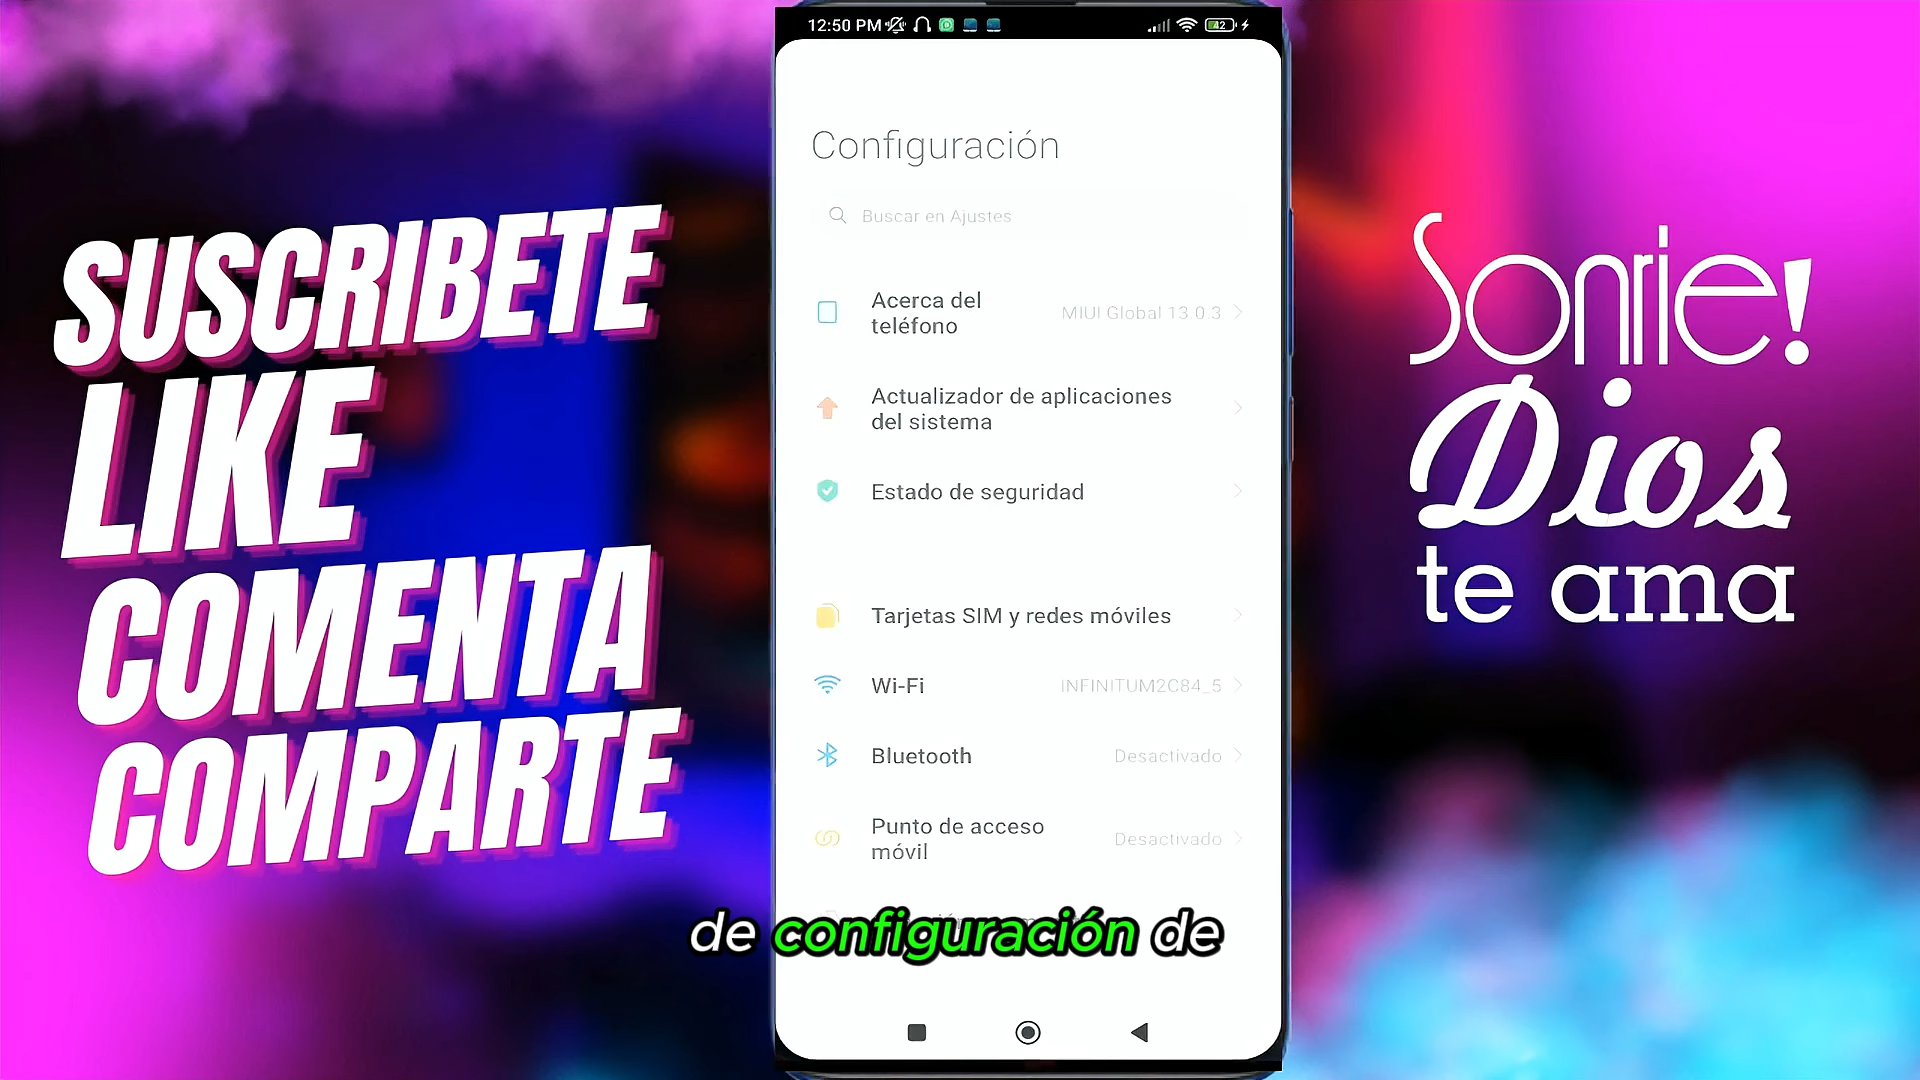 SUSCRIBETE
LIKE
COMENTA
COMPARTE
12:50 PM
42
Configuración
Buscar en Ajustes
Acerca del
teléfono
MIUI Global 13.0.3
Actualizador de aplicaciones
del sistema
Estado de seguridad
Tarjetas SIM y redes móviles
Wi-Fi
INFINITUM2C84_5
Bluetooth
Desactivado
Punto de acceso
móvil
Desactivado
de configuración de
Sonrie!
Dios
te ama